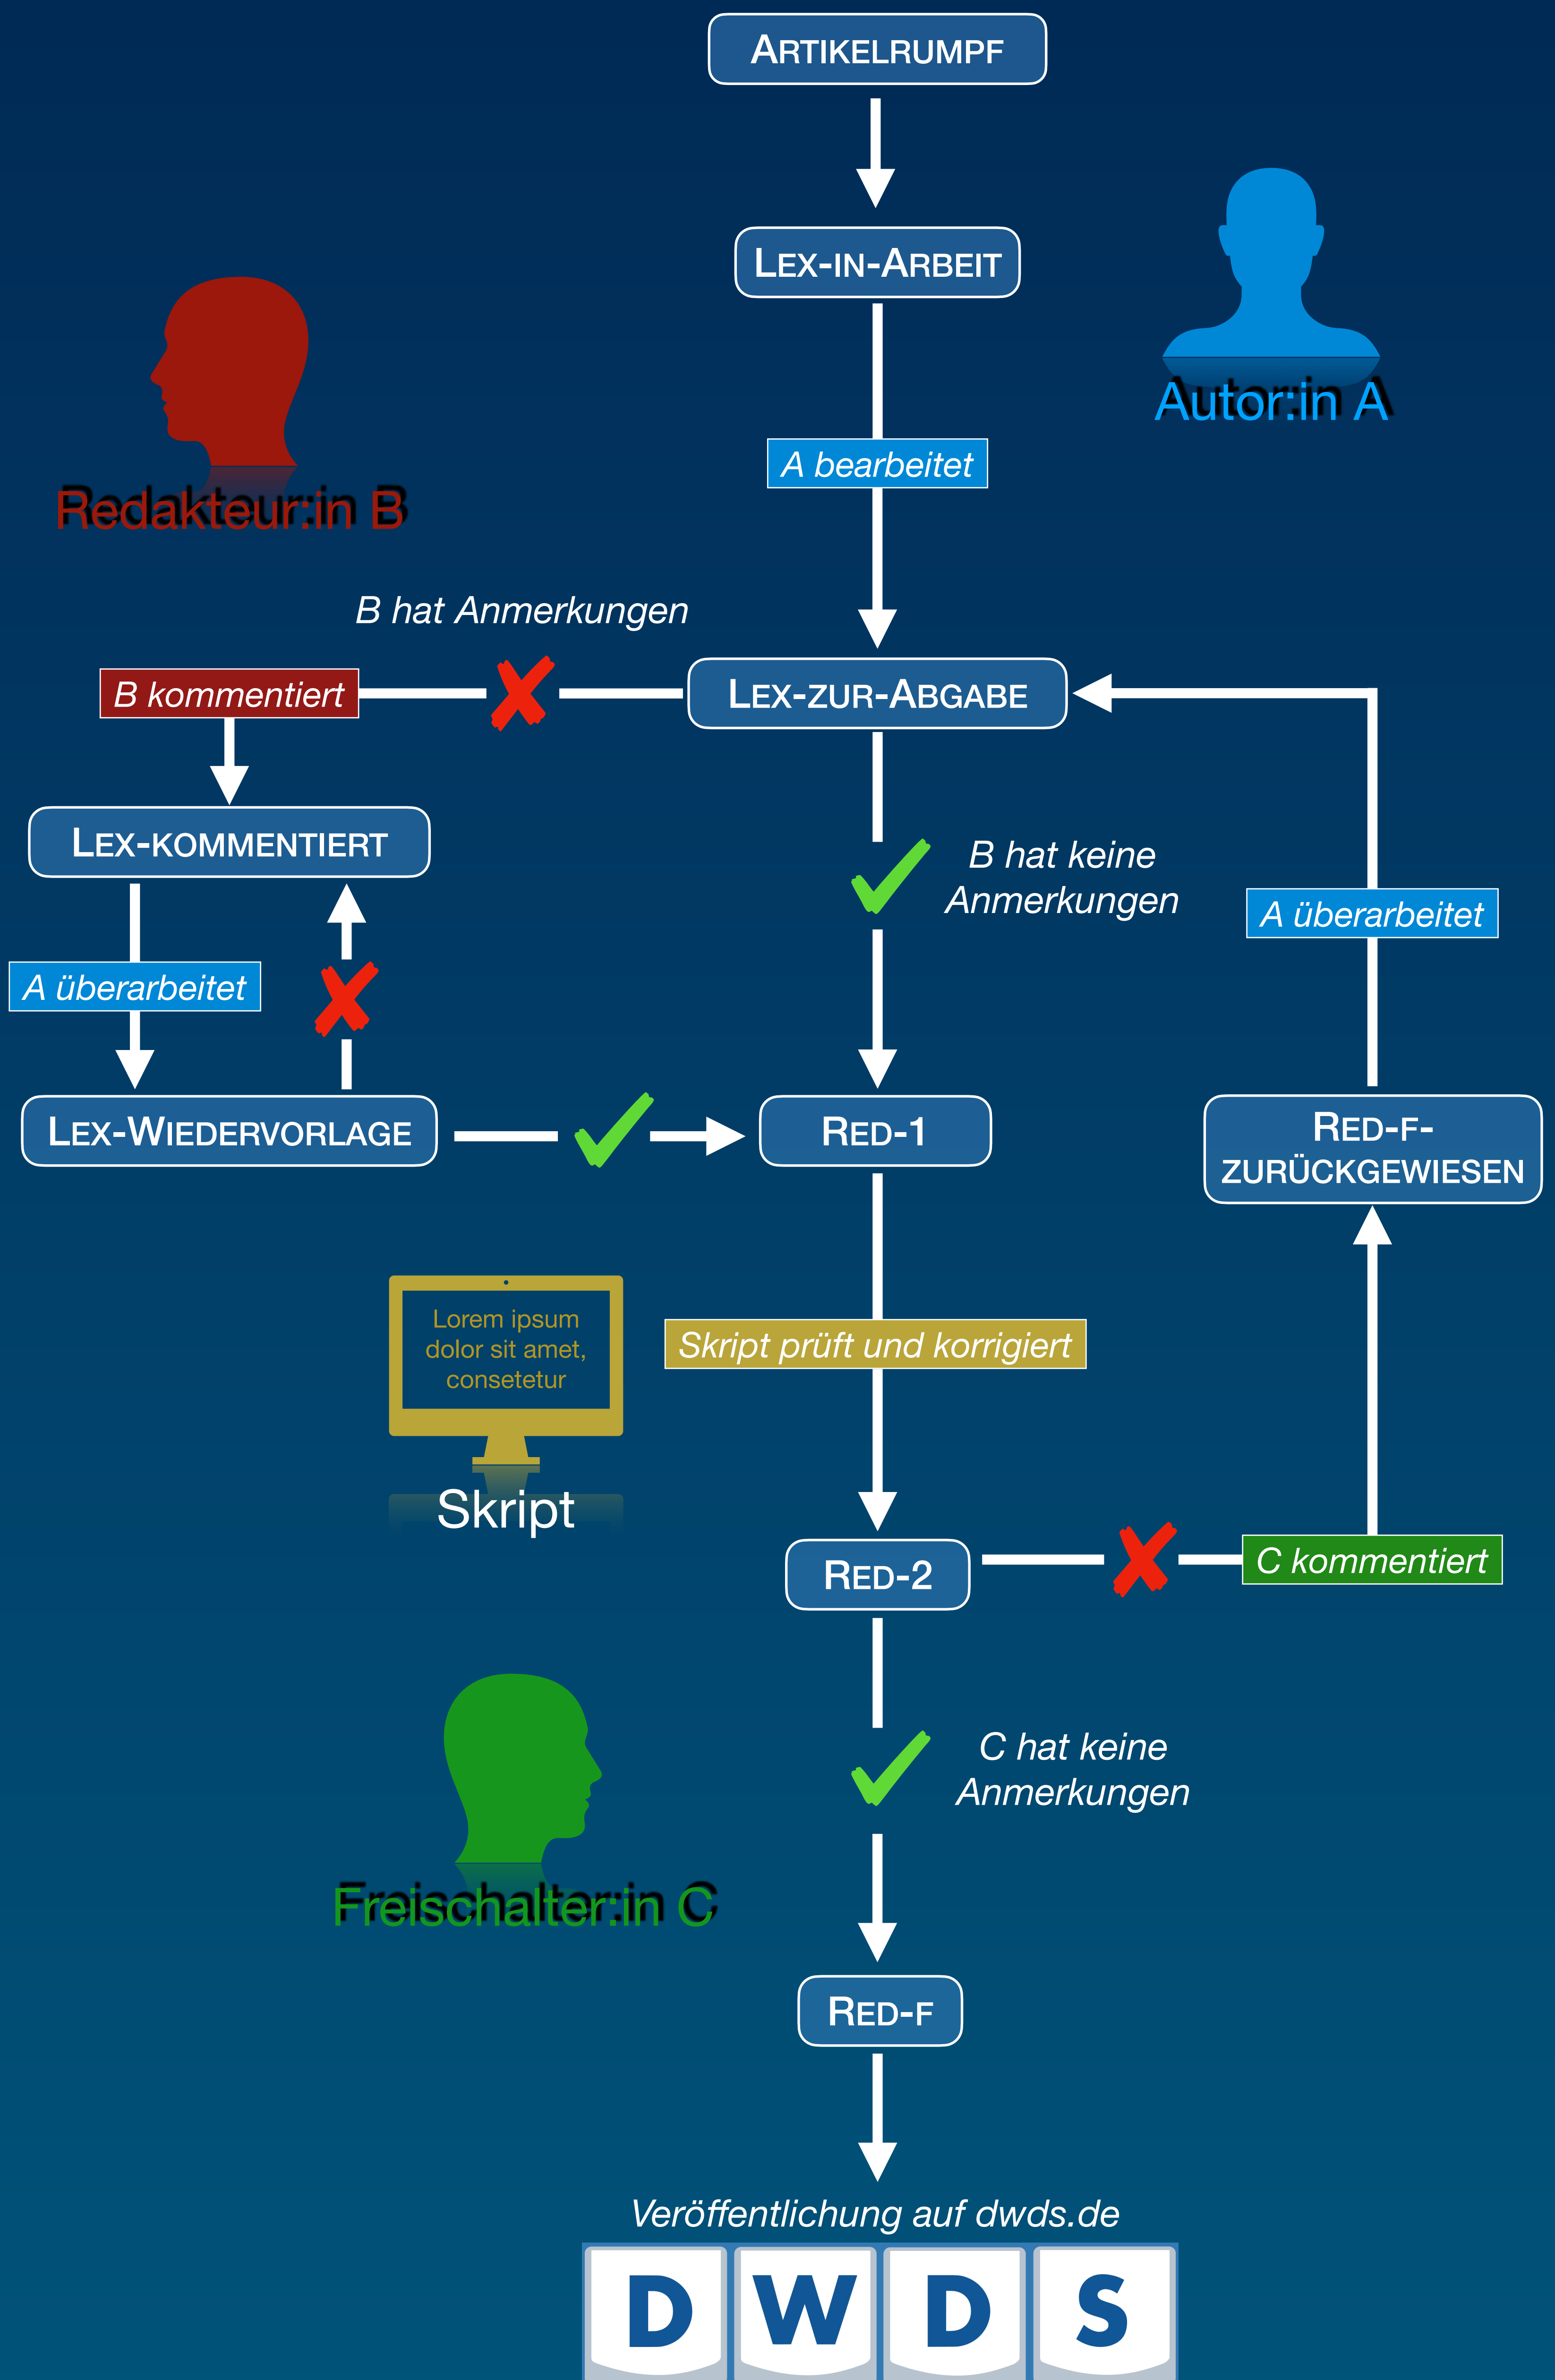 Artikelrumpf
Lex-in-Arbeit
Autor:in A
A bearbeitet
Redakteur:in B
B hat Anmerkungen
B kommentiert
Lex-zur-Abgabe
Lex-kommentiert
B hat keine
Anmerkungen
A überarbeitet
A überarbeitet
Lex-Wiedervorlage
Red-1
Red-f-
zurückgewiesen
Lorem ipsum
dolor sit amet,
consetetur
Skript
Skript prüft und korrigiert
Red-2
C kommentiert
C hat keine
Anmerkungen
Freischalter:in C
Red-f
Veröffentlichung auf dwds.de
DWDS